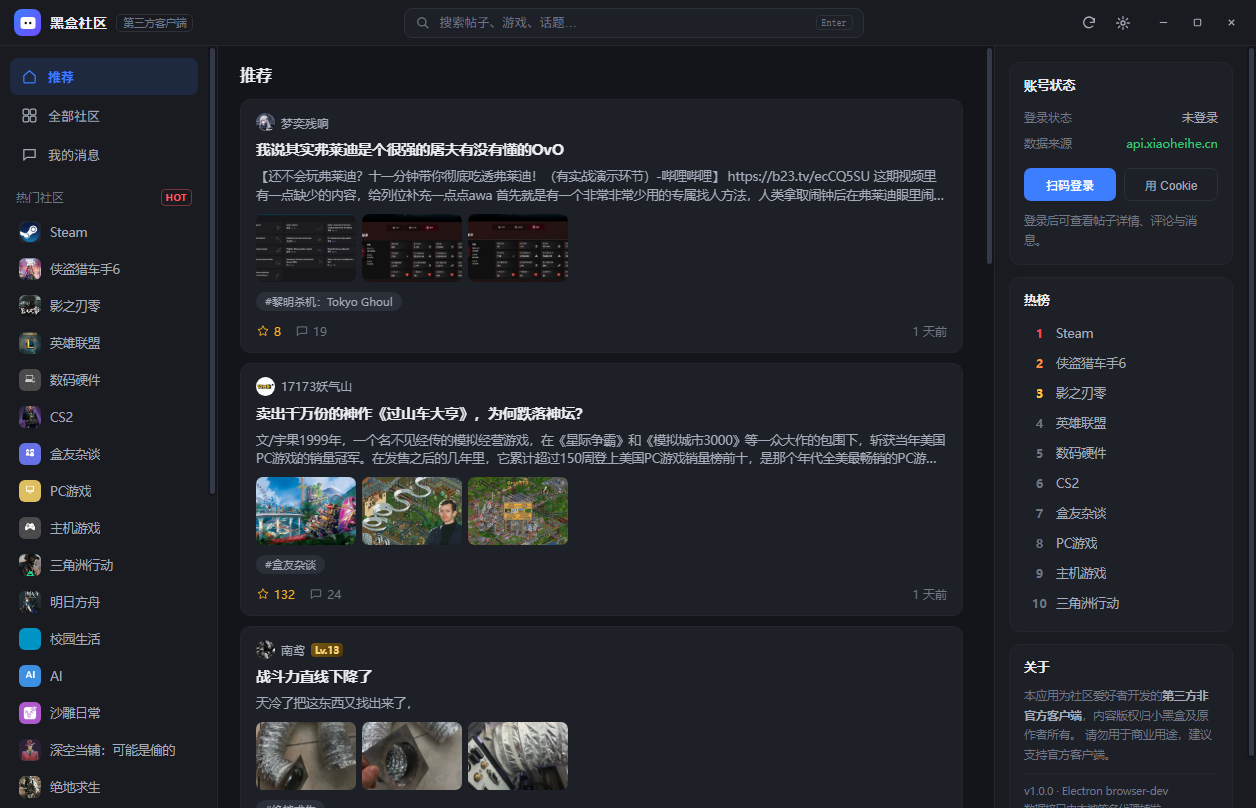 黑盒社区
第三方客户端
搜索帖子、游戏、话题...
Enter
推荐
全部社区
我的消息
热门社区
HOT
Steam
侠盗猎车手6
影之刃零
英雄联盟
数码硬件
CS2
盒友杂谈
PC游戏
主机游戏
三角洲行动
明日方舟
校园生活
AI
AI
沙雕日常
深空当铺：可能是偷的
绝地求生
推荐
梦奕残响
我说其实弗莱迪是个很强的屠夫有没有懂的OvO
【还不会玩弗莱迪？十一分钟带你彻底吃透弗莱迪！（有实战演示环节）-哔哩哔哩】 https://b23.tv/ecCQ5SU 这期视频里
有一点缺少的内容，给列位补充一点点awa 首先就是有一个非常非常少用的专属找人方法，人类拿取闹钟后在弗莱迪眼里闹...
#黎明杀机：Tokyo Ghoul
8
19
1 天前
17173妖气山
卖出千万份的神作《过山车大亨》，为何跌落神坛？
文/字果1999年，一个名不见经传的模拟经营游戏，在《星际争霸》和《模拟城市3000》等一众大作的包围下，斩获当年美国
PC游戏的销量冠军。在发售之后的几年里，它累计超过150周登上美国PC游戏销量榜前十，是那个年代全美最畅销的PC游...
#盒友杂谈
132
24
1 天前
南鸢
Lv.13
战斗力直线下降了
天冷了把这东西又找出来了，
#绝地求生
账号状态
登录状态
未登录
数据来源
api.xiaoheihe.cn
扫码登录
用 Cookie
登录后可查看帖子详情、评论与消
息。
热榜
1 Steam
2 侠盗猎车手6
3 影之刃零
4 英雄联盟
5 数码硬件
6 CS2
7 盒友杂谈
8 PC游戏
9 主机游戏
10 三角洲行动
关于
本应用为社区爱好者开发的第三方非
官方客户端，内容版权归小黑盒及原
作者所有。 请勿用于商业用途，建议
支持官方客户端。
v1.0.0 · Electron browser-dev